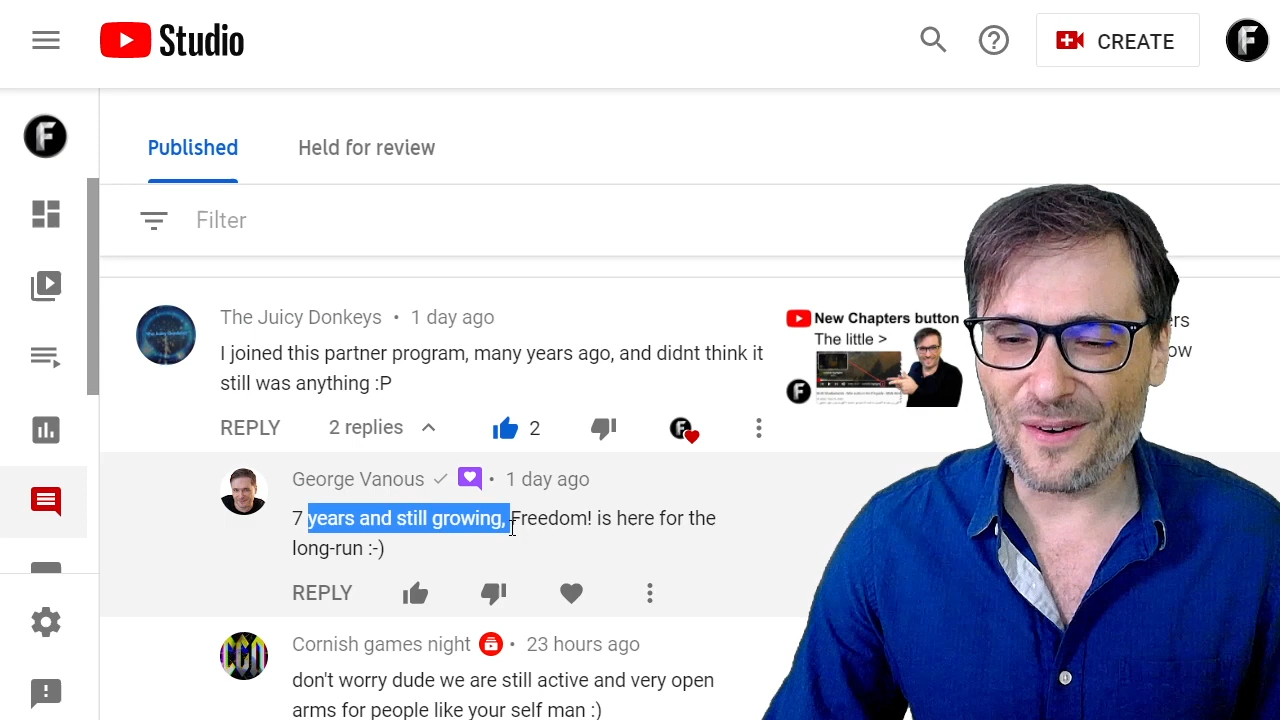 Studio
CREATE
F
F
Published
Held for review
Filter
The Juicy Donkeys • 1 day ago
I joined this partner program, many years ago, and didnt think it
still was anything :P
New Chapters button
The little >
F
ers
ow
REPLY
2 replies
2
F
George Vanous • 1 day ago
7 years and still growing, Freedom! is here for the
long-run :-)
REPLY
Cornish games night • 23 hours ago
CGN
don't worry dude we are still active and very open
arms for people like your self man :)